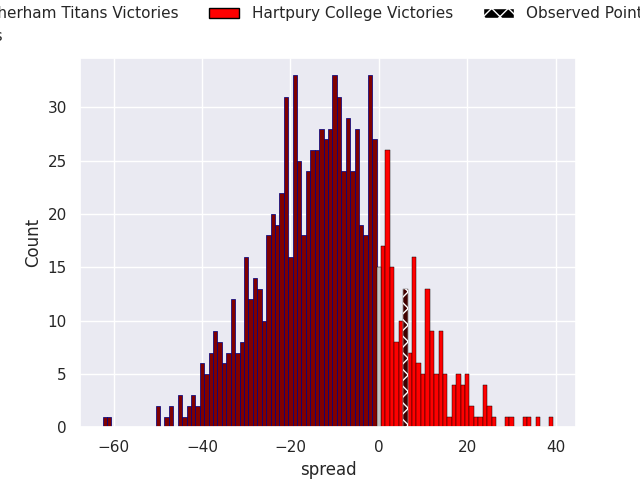 herham Titans Victories Hartpury College Victories Observed Point
s
Count
30
25
20
15
10
5
0
−60 −40 −20 0 20 40
spread